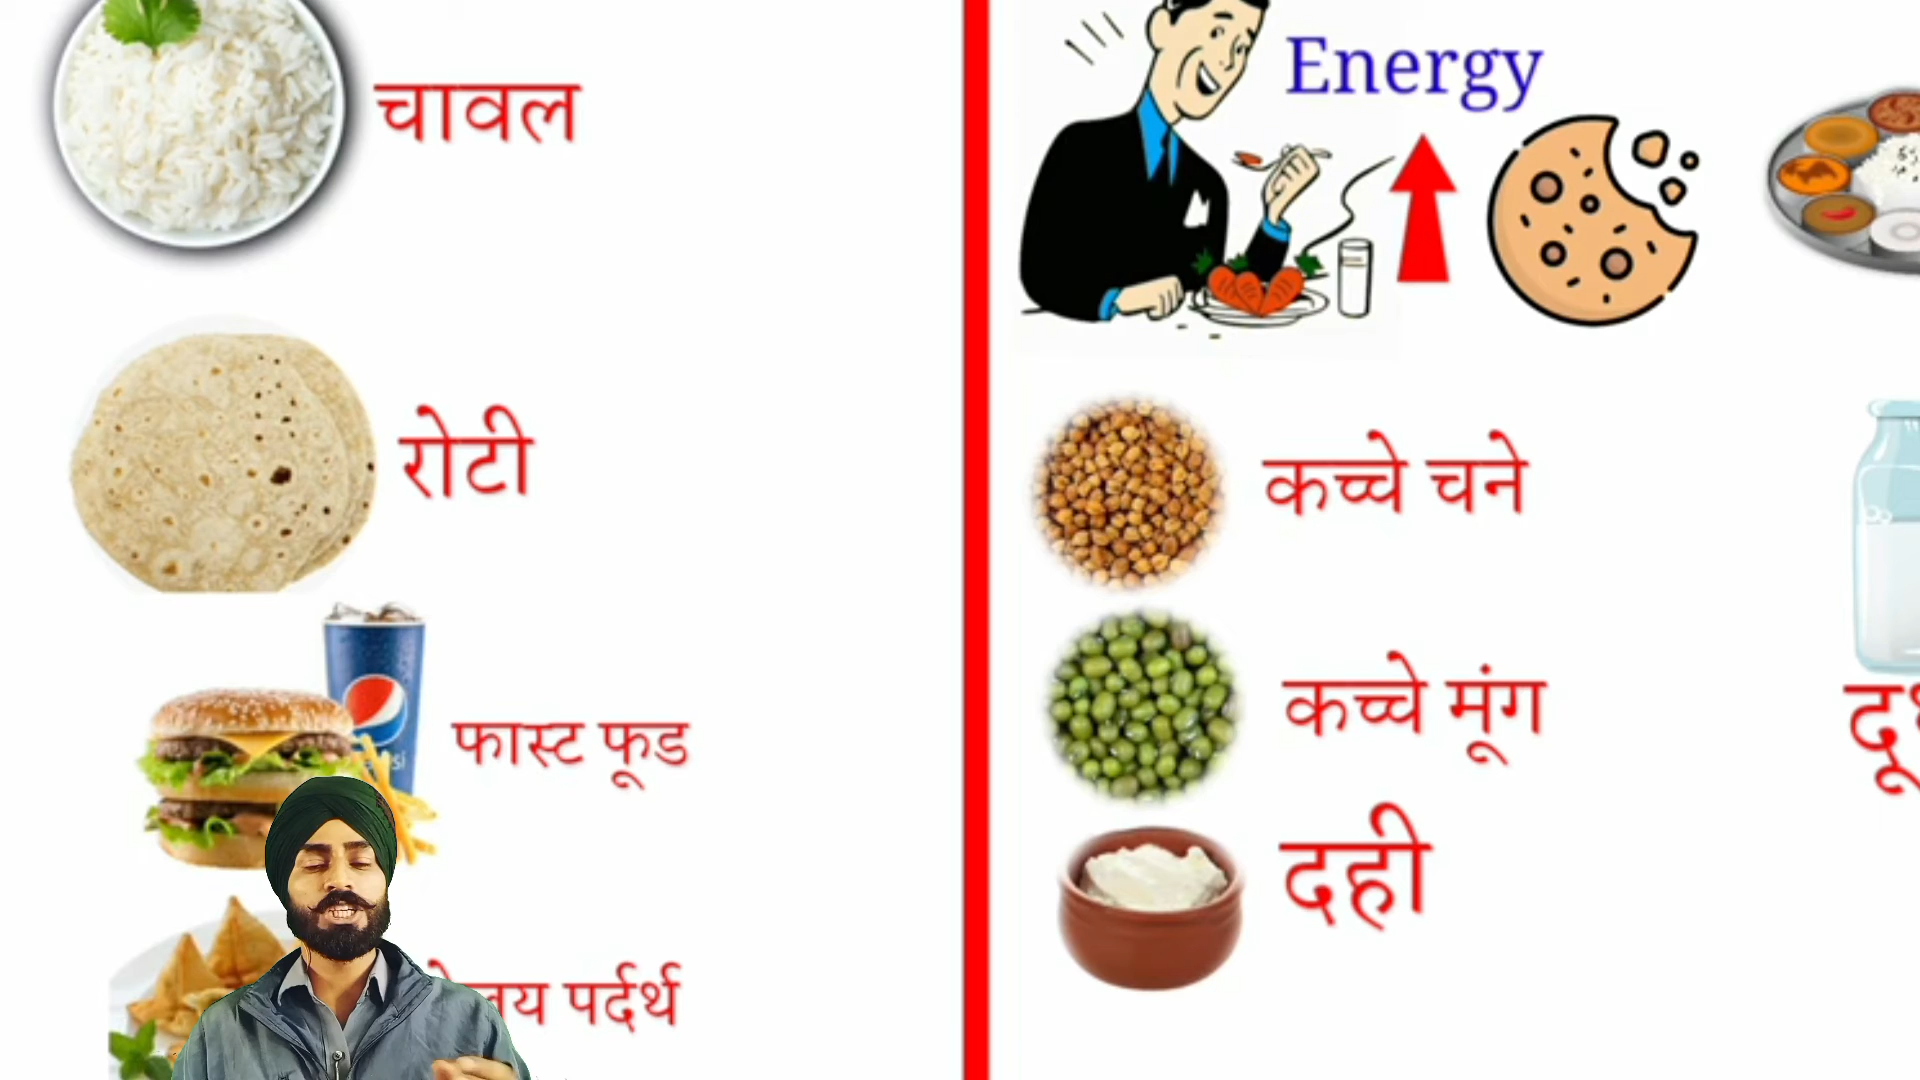 चावल
रोटी
फास्ट फूड
पर्दर्थ
Energy
कच्चे चने
कच्चे मूंग
दही